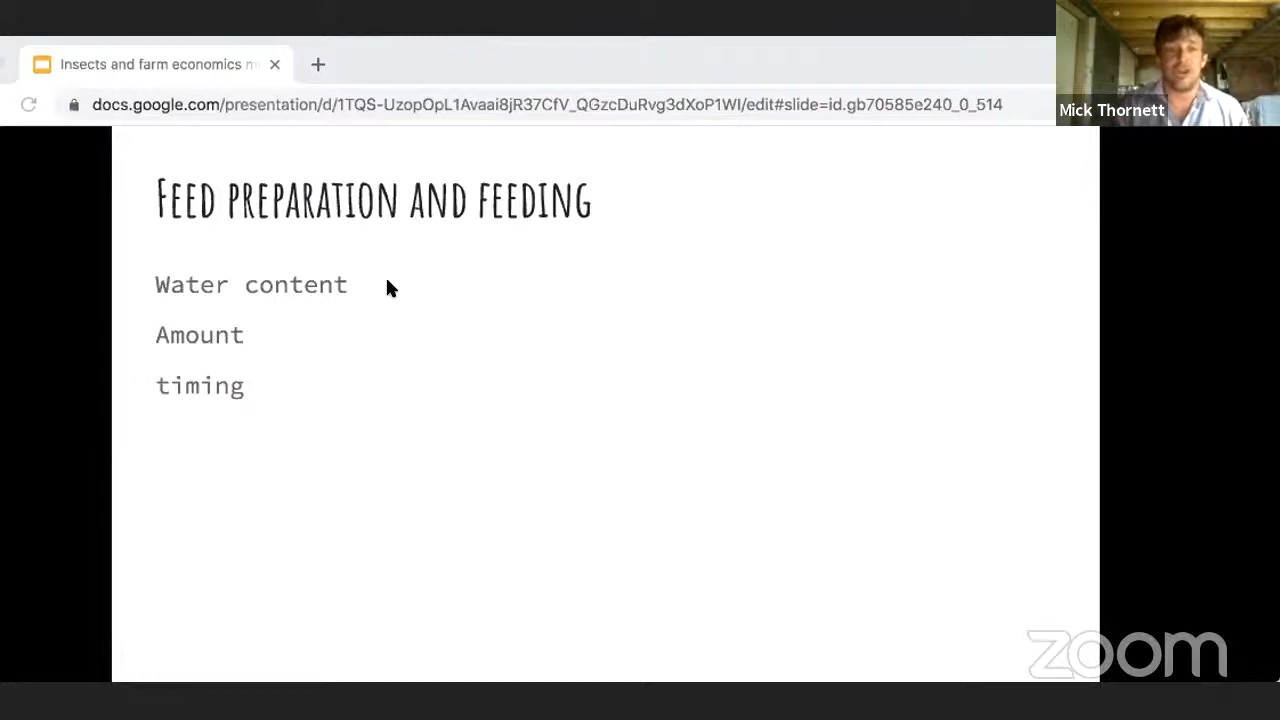 Insects and farm economics m
docs.google.com/presentation/d/1TQS-UzopOpL1Avaai8jR37CfV_QGzcDuRvg3dXoP1WI/edit#slide=id.gb70585e240_0_514
Mick Thornett
Feed preparation and feeding
Water content
Amount
timing
zoom